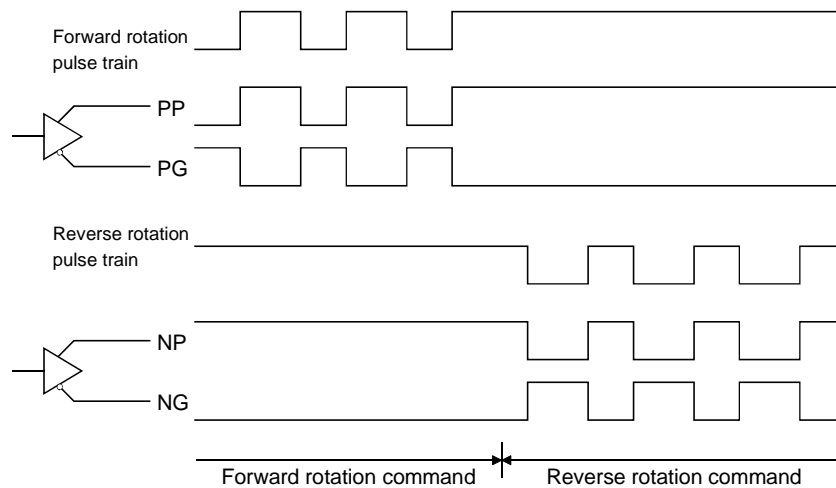 Forward rotation
pulse train
PP
PG
Reverse rotation
pulse train
NP
NG
Forward rotation command
Reverse rotation command